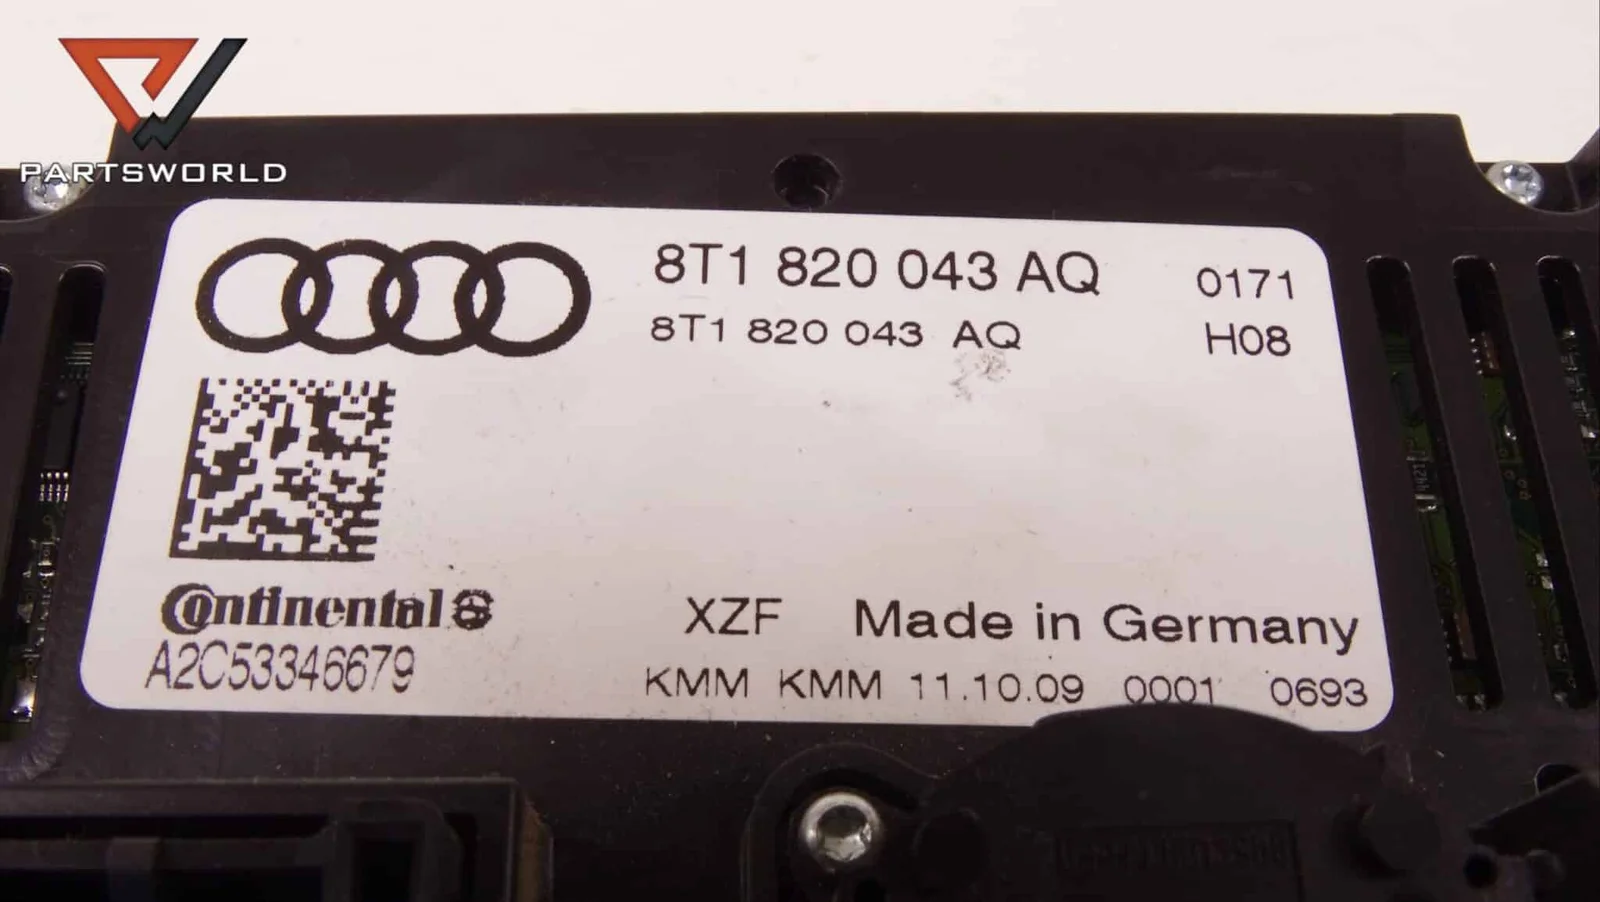 PARTSWORLD
8T1 820 043 AQ 0171
8T1 820 043 AQ H08
Continental
A2C53346679
XZF Made in Germany
KMM KMM 11.10.09 0001 0693